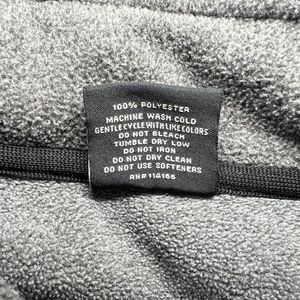 100% POLYESTER
MACHINE WASH COLD
GENTLE CYCLE WITH LIKE COLORS
DO NOT BLEACH
TUMBLE DRY LOW
DO NOT IRON
DO NOT DRY CLEAN
DO NOT USE SOFTENERS
RN#